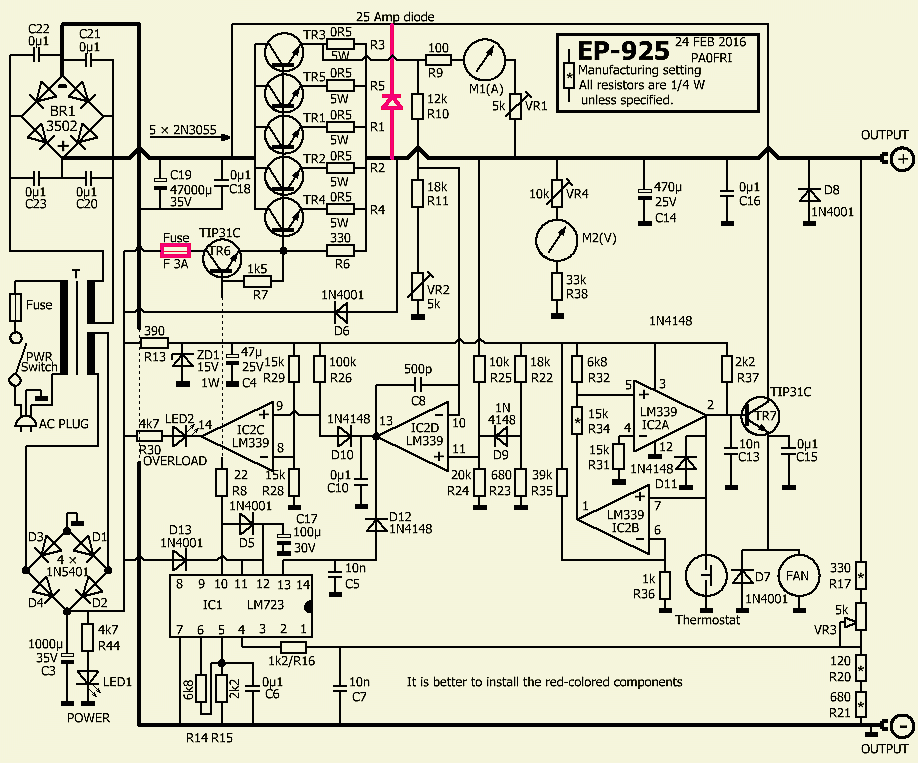 25 Amp diode
EP-925
24 FEB 2016
PA0FRI
Manufacturing setting
All resistors are 1/4 W
unless specified.
*
C22
0µ1
C21
0µ1
BR1
3502
-
+
0µ1
C23
0µ1
C20
5 × 2N3055
C19
47000µ
35V
0µ1
C18
TR3
0R5
5W
R3
TR5
0R5
5W
R5
TR1
0R5
5W
R1
TR2
0R5
5W
R2
TR4
0R5
5W
R4
100
R9
M1(A)
5k
VR1
12k
R10
OUTPUT
+
18k
R11
10k
VR4
M2(V)
33k
R38
470µ
25V
C14
0µ1
C16
D8
1N4001
Fuse
F 3A
TIP31C
TR6
330
R6
1k5
R7
VR2
5k
1N4001
D6
T
Fuse
PWR
Switch
AC PLUG
390
R13
ZD1
15V
1W
47µ
25V
C4
15k
R29
100k
R26
500p
C8
10k
R25
18k
R22
6k8
R32
1N4148
2k2
R37
TIP31C
TR7
4k7
R30
LED2
OVERLOAD
14
IC2C
LM339
9
8
+
-
1N4148
D10
0µ1
C10
13
IC2D
LM339
10
11
-
+
1N
4148
D9
20k
R24
680
R23
39k
R35
15k
R34
*
15k
R31
5
4
+
-
3
LM339
IC2A
2
12
1N4148
D11
10n
C13
0µ1
C15
22
R8
15k
R28
1
LM339
IC2B
+
-
7
6
1k
R36
Thermostat
D7
1N4001
FAN
330
R17
*
5k
VR3
120
R20
*
680
R21
*
D3
D1
4 ×
1N5401
D4
D2
D13
1N4001
1N4001
D5
C17
100µ
30V
D12
1N4148
10n
C5
8
9
10
11
12
13
14
IC1
LM723
7
6
5
4
3
2
1
1k2/R16
1000µ
35V
C3
4k7
R44
LED1
POWER
6k8
2k2
0µ1
C6
10n
C7
R14
R15
It is better to install the red-colored components
-
OUTPUT